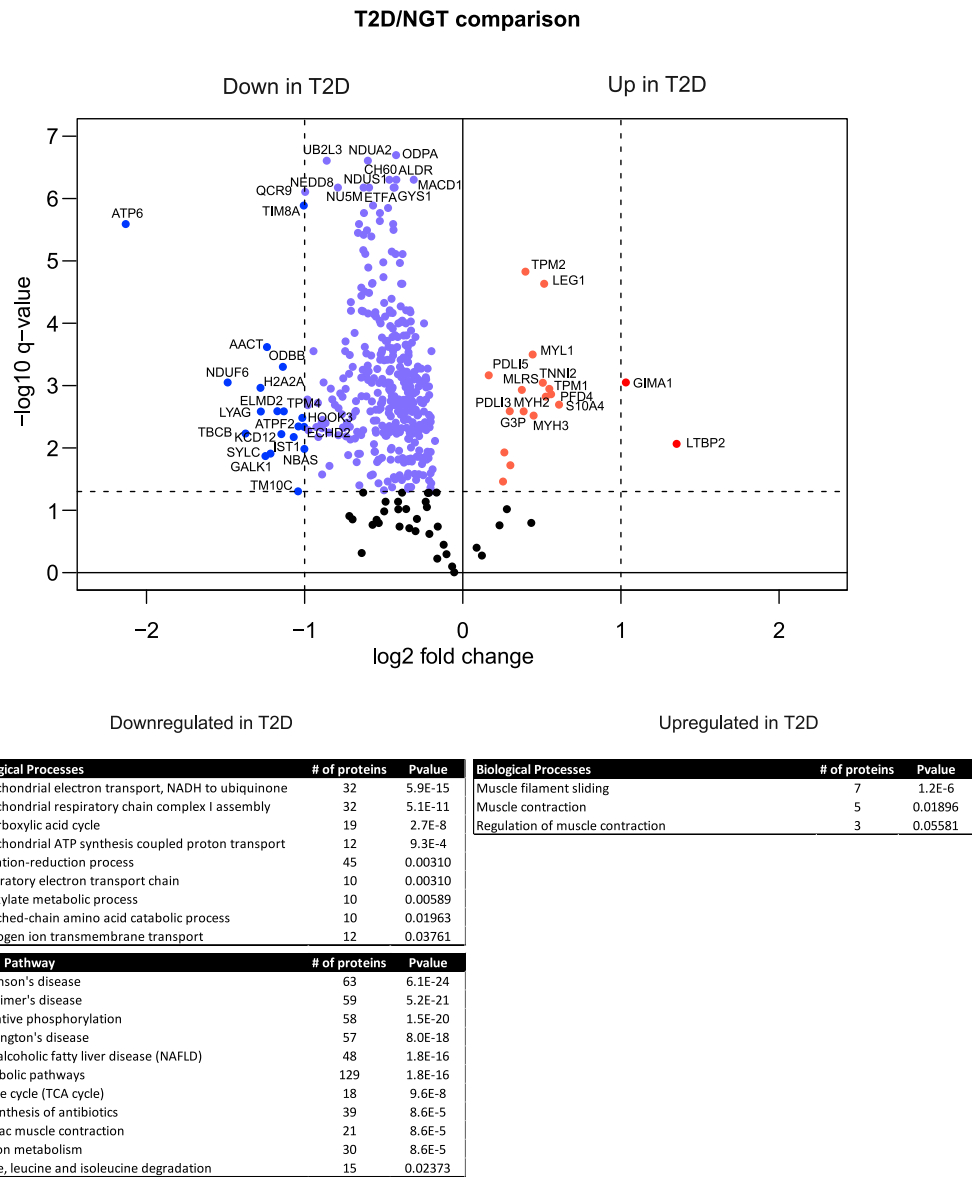 T2D/NGT comparison
Down in T2D
Up in T2D
−log10 q−value
7
6
5
4
3
2
1
0
UB2L3
NDUA2
ODPA
CH60
ALDR
NEDD8
NDUS1
MACD1
QCR9
NU5M
ETFA
GYS1
TIM8A
ATP6
TPM2
LEG1
AACT
MYL1
ODBB
PDLI5
NDUF6
H2A2A
MLRS
TNNI2
GIMA1
TPM1
ELMD2
TPM4
PDLI3
MYH2
PFD4
LYAG
S10A4
ATPF2
HOOK3
G3P
MYH3
TBCB
KCD12
ECHD2
LTBP2
SYLC
IST1
GALK1
NBAS
TM10C
−2
−1
0
1
2
log2 fold change
Downregulated in T2D
Upregulated in T2D
gical Processes # of proteins Pvalue
chondrial electron transport, NADH to ubiquinone 32 5.9E-15
chondrial respiratory chain complex I assembly 32 5.1E-11
rboxylic acid cycle 19 2.7E-8
chondrial ATP synthesis coupled proton transport 12 9.3E-4
tion-reduction process 45 0.00310
ratory electron transport chain 10 0.00310
xylate metabolic process 10 0.00589
ched-chain amino acid catabolic process 10 0.01963
ogen ion transmembrane transport 12 0.03761
Pathway # of proteins Pvalue
nson's disease 63 6.1E-24
imer's disease 59 5.2E-21
ative phosphorylation 58 1.5E-20
ngton's disease 57 8.0E-18
alcoholic fatty liver disease (NAFLD) 48 1.8E-16
bolic pathways 129 1.8E-16
e cycle (TCA cycle) 18 9.6E-8
nthesis of antibiotics 39 8.6E-5
ac muscle contraction 21 8.6E-5
on metabolism 30 8.6E-5
e, leucine and isoleucine degradation 15 0.02373
Biological Processes # of proteins Pvalue
Muscle filament sliding 7 1.2E-6
Muscle contraction 5 0.01896
Regulation of muscle contraction 3 0.05581